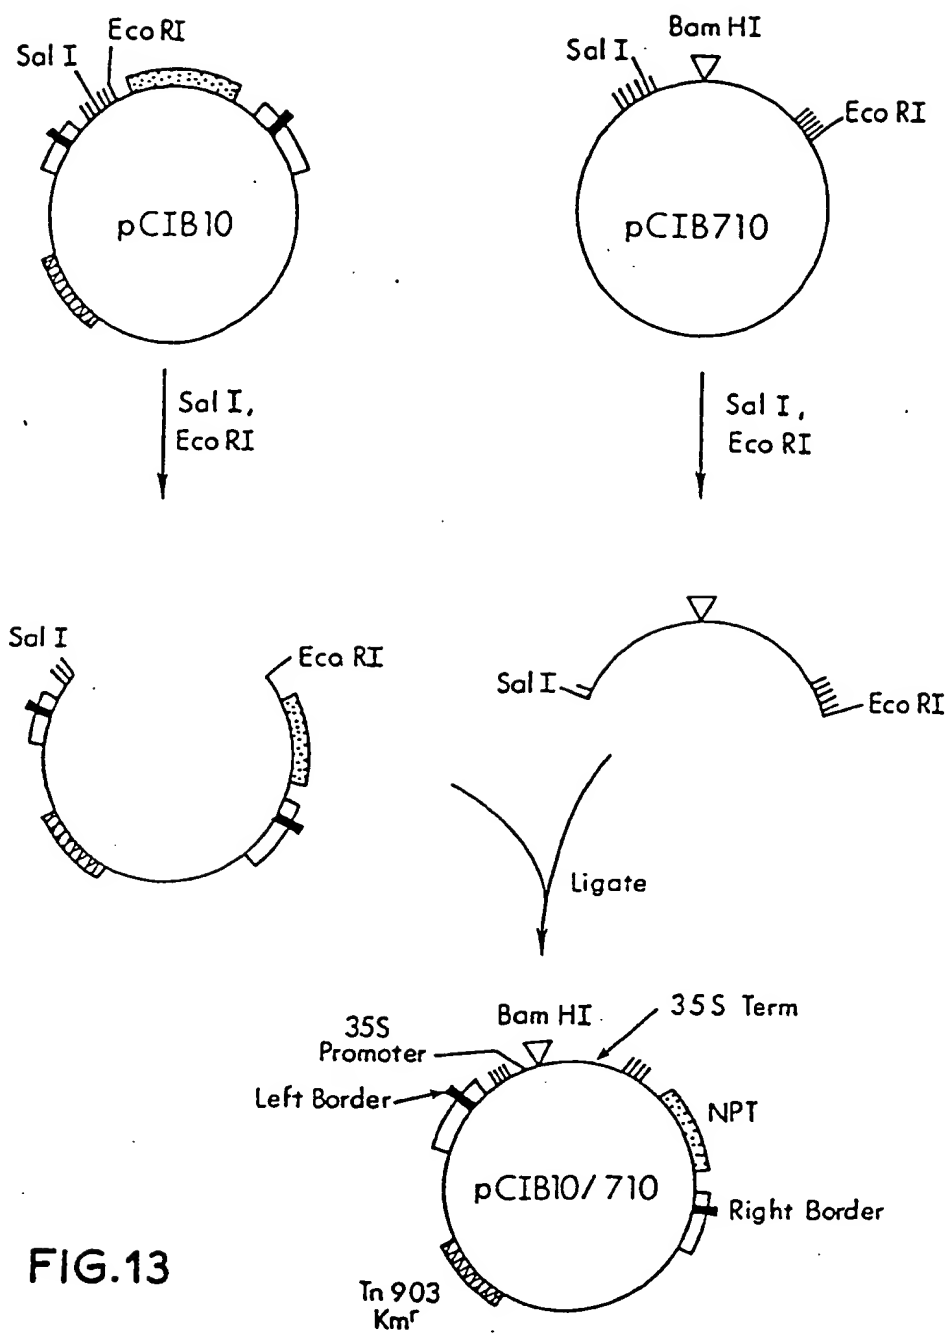 Sal I
Eco RI
pCIB10
Sal I
Bam HI
Eco RI
pCIB710
Sal I,
Eco RI
Sal I,
Eco RI
Sal I
Eco RI
Sal I
Eco RI
Ligate
35S
Promoter
Bam HI
35S Term
Left Border
NPT
pCIB10/710
Right Border
Tn 903
Kmr
FIG.13